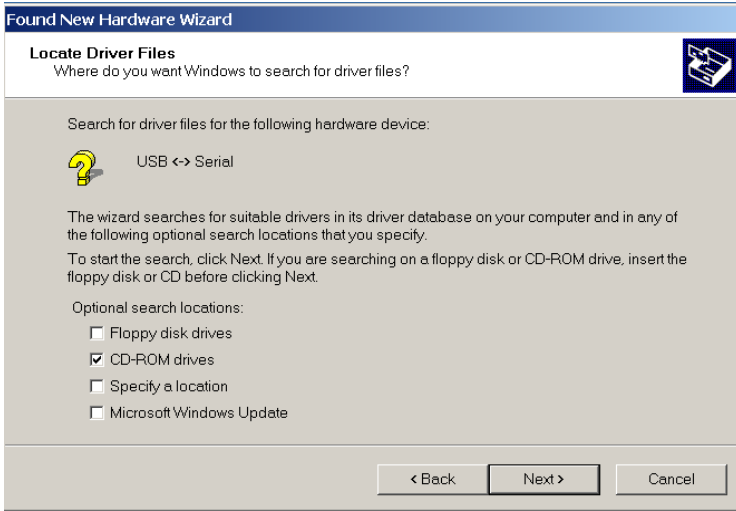 Found New Hardware Wizard
Locate Driver Files
Where do you want Windows to search for driver files?
Search for driver files for the following hardware device:
USB <-> Serial
The wizard searches for suitable drivers in its driver database on your computer and in any of
the following optional search locations that you specify.
To start the search, click Next. If you are searching on a floppy disk or CD-ROM drive, insert the
floppy disk or CD before clicking Next.
Optional search locations:
Floppy disk drives
CD-ROM drives
Specify a location
Microsoft Windows Update
< Back Next > Cancel